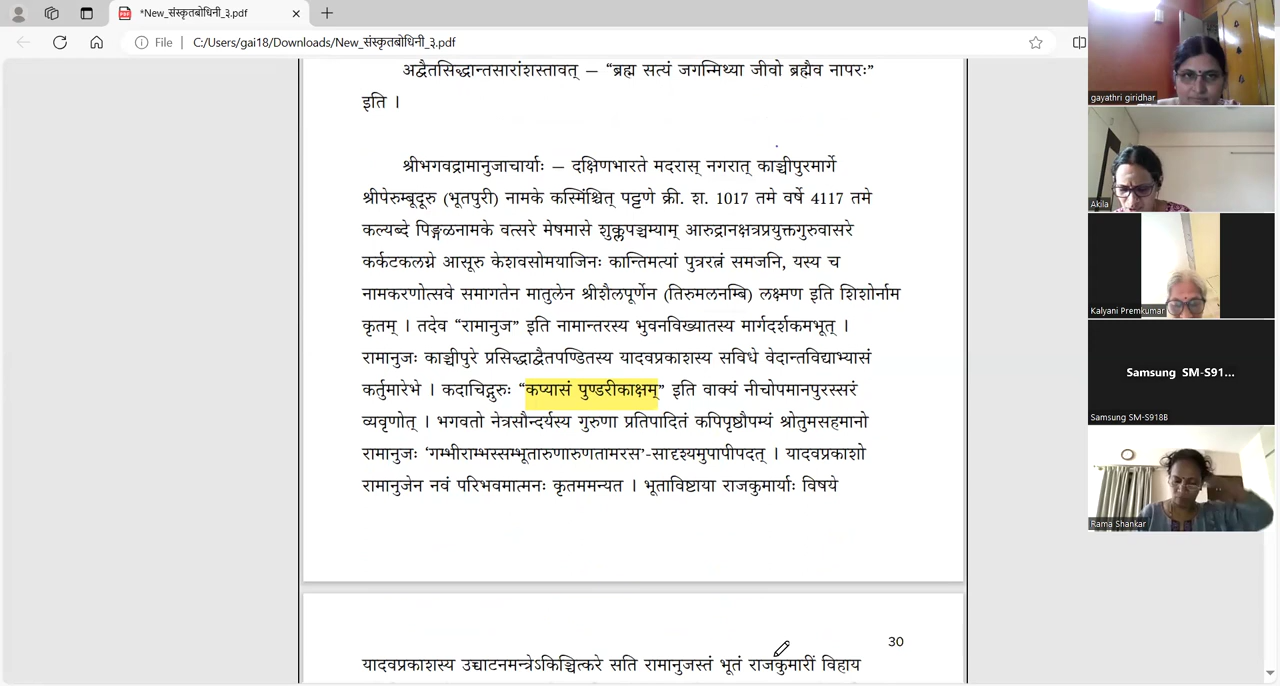 *New_संस्कृतबोधिनी_३.pdf
File | C:/Users/gai18/Downloads/New_संस्कृतबोधिनी_३.pdf
अद्वैतसिद्धान्तसारांशस्तावत् – “ब्रह्म सत्यं जगन्मिथ्या जीवो ब्रह्मैव नापरः”
इति ।
श्रीभगवद्रामानुजाचार्याः – दक्षिणभारते मदरास् नगरात् काञ्चीपुरमार्गे
श्रीपेरुम्बूदूरु (भूतपुरी) नामके कस्मिंश्चित् पट्टणे क्री. श. 1017 तमे वर्षे 4117 तमे
कल्यब्दे पिङ्गळनामके वत्सरे मेषमासे शुक्लपञ्चम्याम् आरुद्रानक्षत्रप्रयुक्तगुरुवासरे
कर्कटकलग्ने आसूरु केशवसोमयाजिनः कान्तिमत्यां पुत्ररत्नं समजनि, यस्य च
नामकरणोत्सवे समागतेन मातुलेन श्रीशैलपूर्णेन (तिरुमलनम्बि) लक्ष्मण इति शिशोर्नाम
कृतम् । तदेव “रामानुज” इति नामान्तरस्य भुवनविख्यातस्य मार्गदर्शकमभूत् ।
रामानुजः काञ्चीपुरे प्रसिद्धाद्वैतपण्डितस्य यादवप्रकाशस्य सविधे वेदान्तविद्याभ्यासं
कर्तुमारेभे । कदाचिद्गुरुः “कप्यासं पुण्डरीकाक्षम्” इति वाक्यं नीचोपमानपुरस्सरं
व्यवृणोत् । भगवतो नेत्रसौन्दर्यस्य गुरुणा प्रतिपादितं कपिपृष्ठौपम्यं श्रोतुमसहमानो
रामानुजः ‘गम्भीराम्भस्सम्भूतारुणारुणतामरस’-सादृश्यमुपापीपदत् । यादवप्रकाशो
रामानुजेन नवं परिभवमात्मनः कृतममन्यत । भूताविष्टाया राजकुमार्याः विषये
30
यादवप्रकाशस्य उच्चाटनमन्त्रेऽकिञ्चित्करे सति रामानुजस्तं भूतं राजकुमारीं विहाय
gayathri giridhar
Akila
Kalyani Premkumar
Samsung SM-S91...
Samsung SM-S918B
Rama Shankar